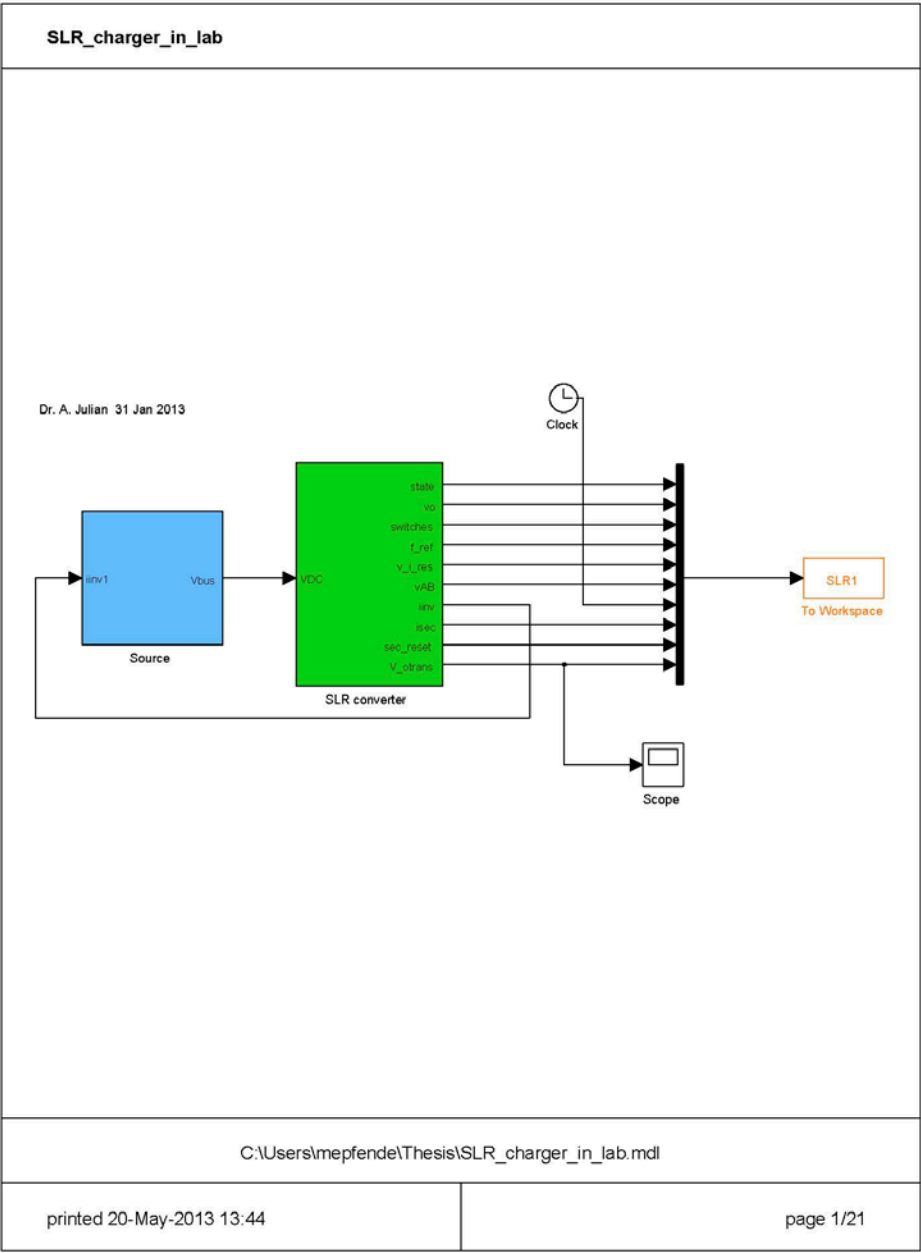 SLR_charger_in_lab
Dr. A. Julian 31 Jan 2013
Clock
state
vo
switches
f_ref
v_i_res
vAB
iinv
isec
sec_reset
V_otrans
iinv1
Vbus
VDC
SLR1
To Workspace
Source
SLR converter
Scope
C:\Users\mepfende\Thesis\SLR_charger_in_lab.mdl
printed 20-May-2013 13:44
page 1/21